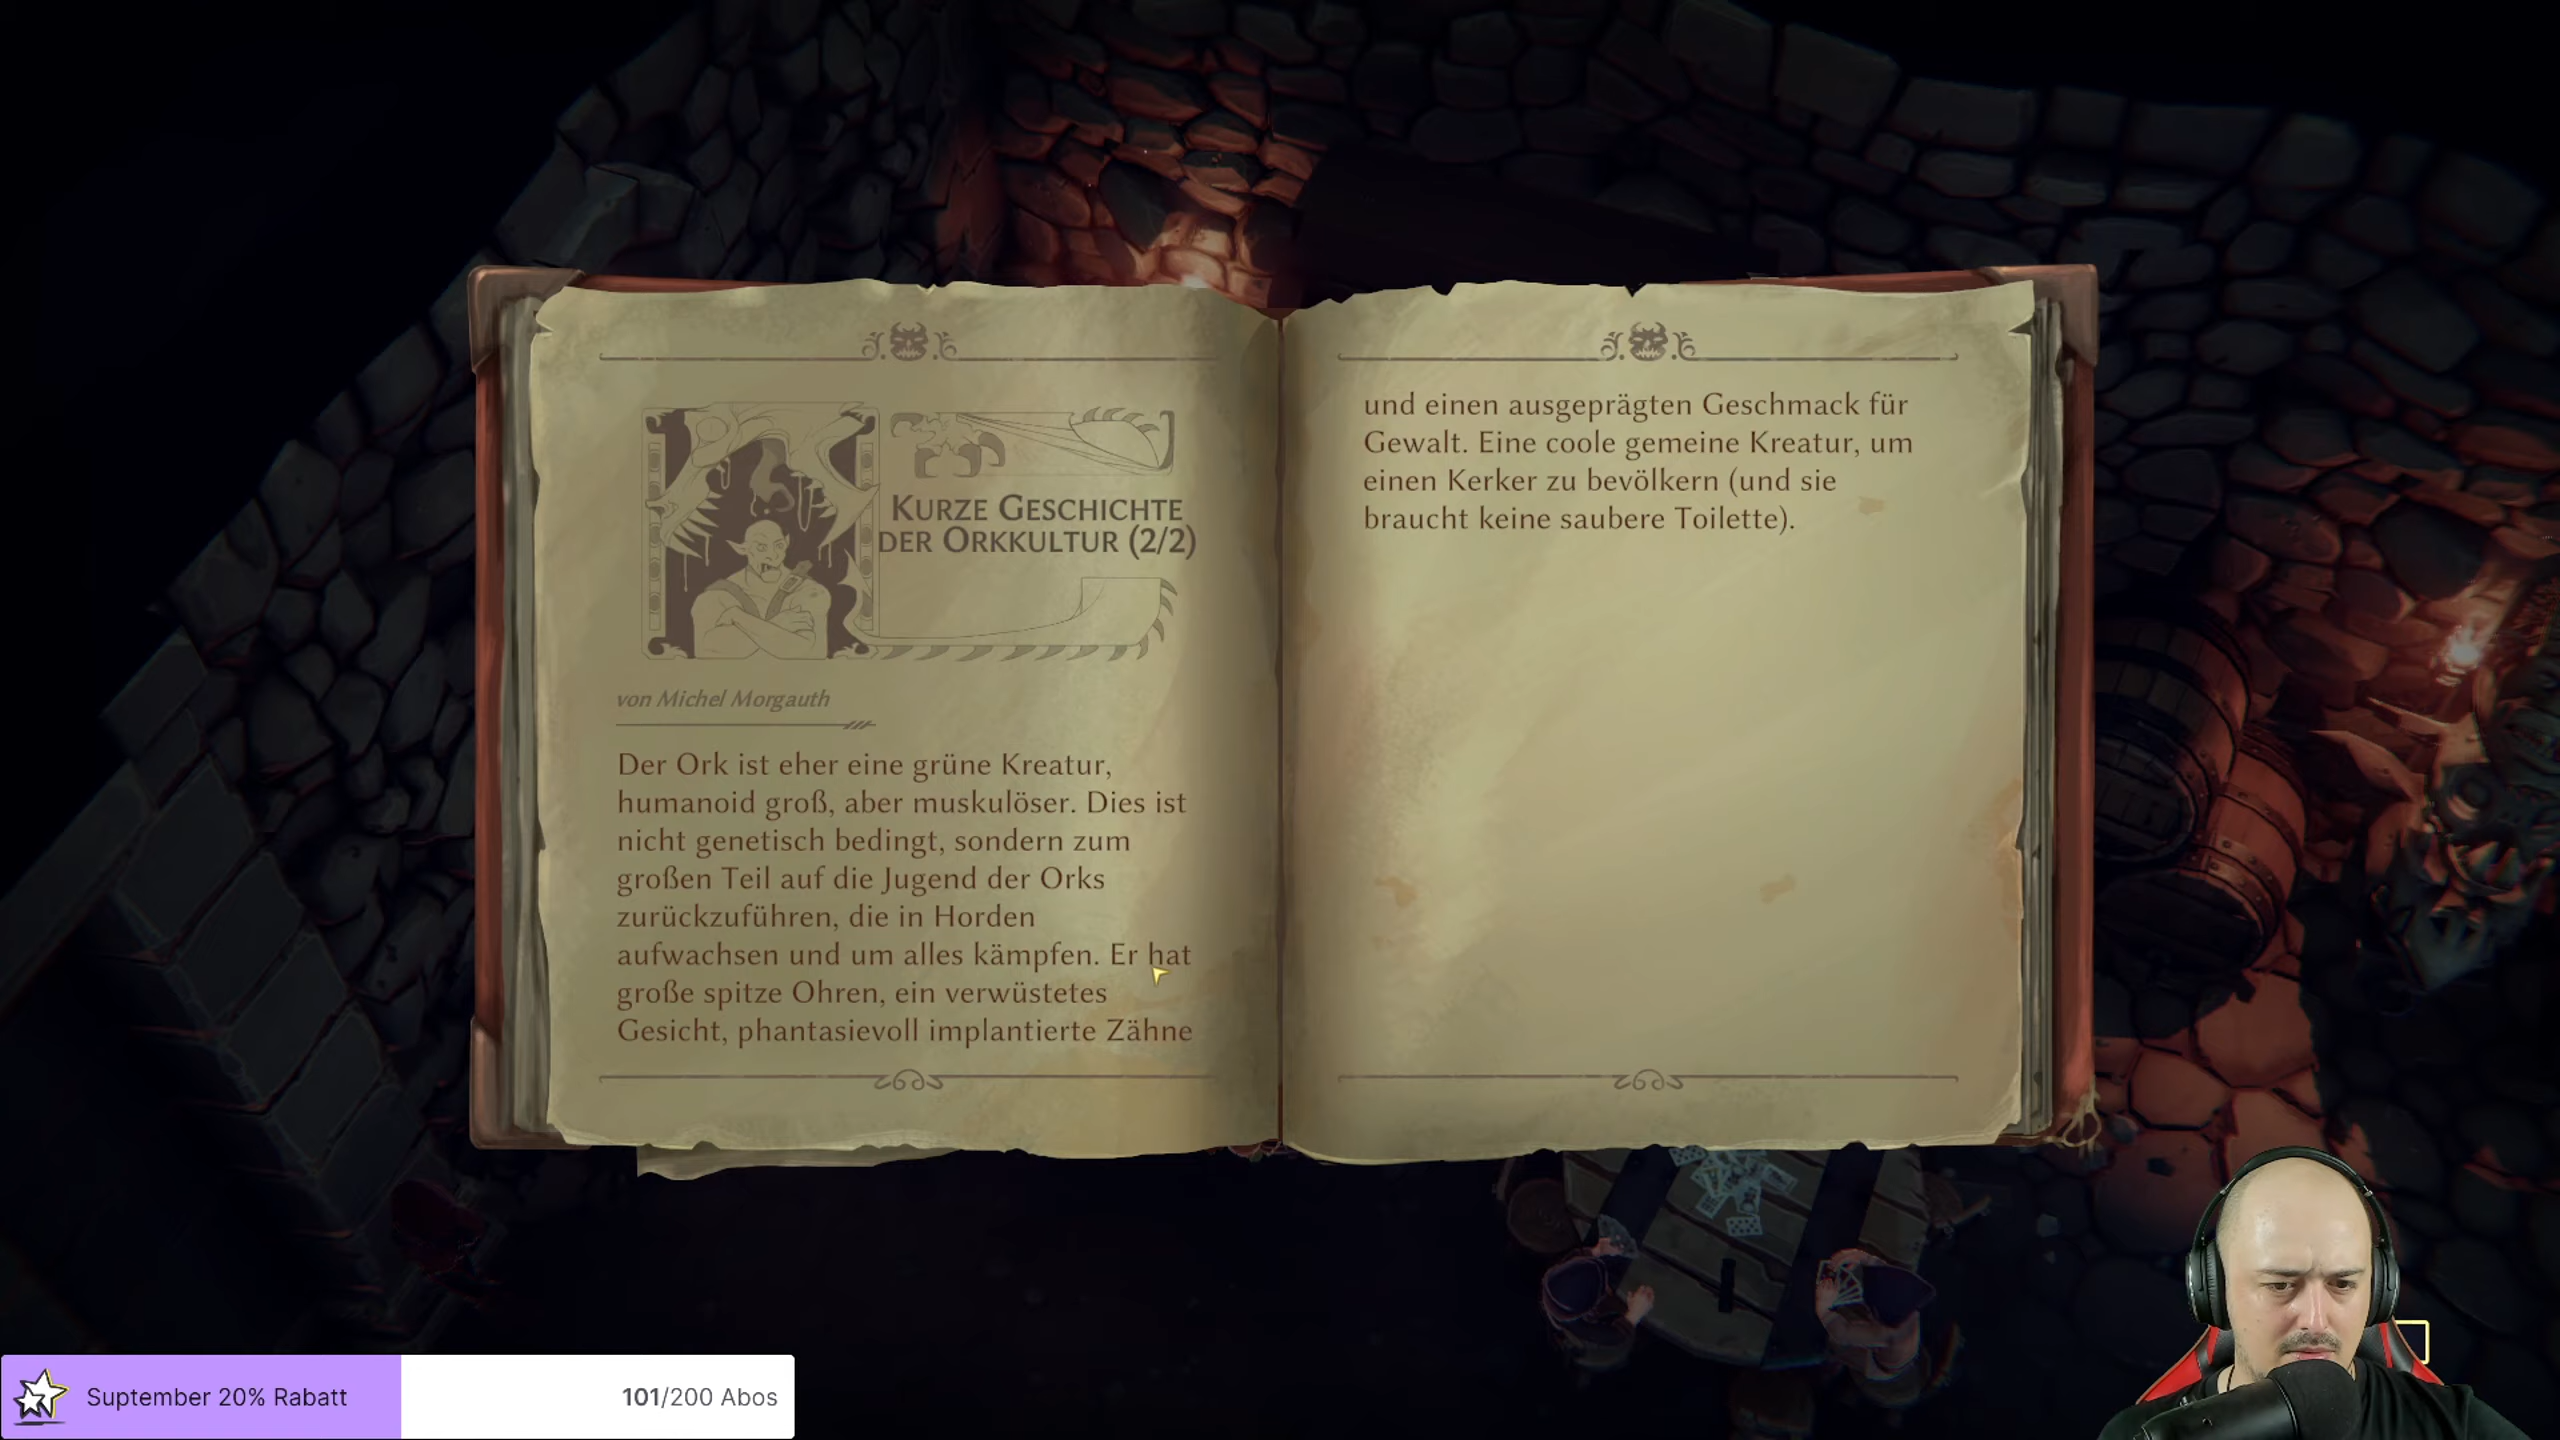 KURZE GESCHICHTE
DER ORKKULTUR (2/2)
von Michel Morgauth
Der Ork ist eher eine grüne Kreatur,
humanoid groß, aber muskulöser. Dies ist
nicht genetisch bedingt, sondern zum
großen Teil auf die Jugend der Orks
zurückzuführen, die in Horden
aufwachsen und um alles kämpfen. Er hat
große spitze Ohren, ein verwüstetes
Gesicht, phantasievoll implantierte Zähne
und einen ausgeprägten Geschmack für
Gewalt. Eine coole gemeine Kreatur, um
einen Kerker zu bevölkern (und sie
braucht keine saubere Toilette).
Suptember 20% Rabatt
101/200 Abos